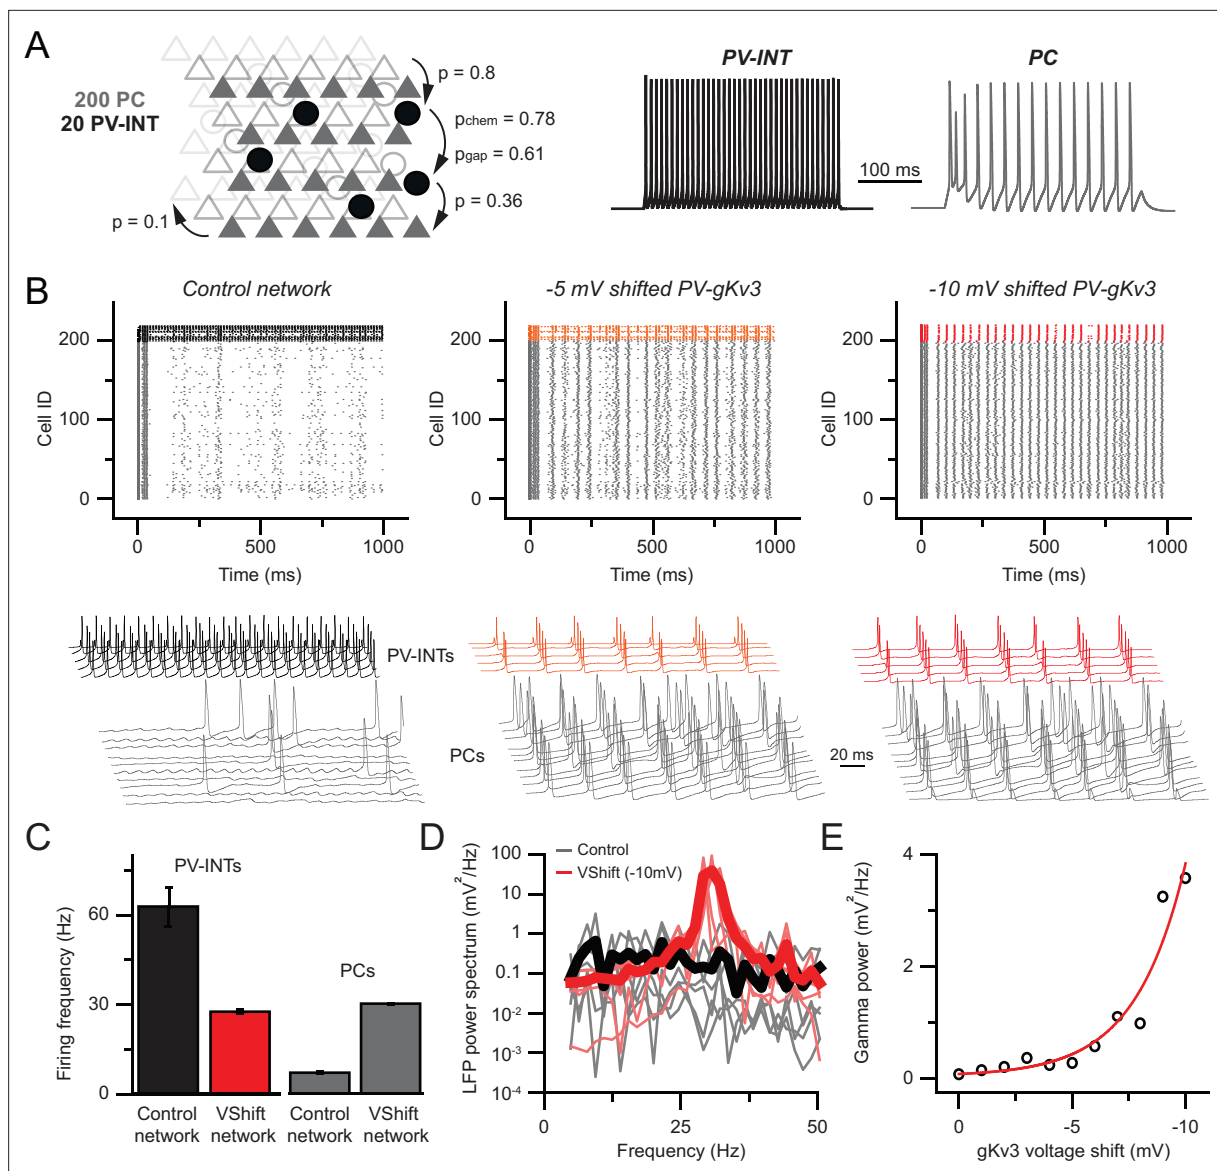 A
200 PC
20 PV-INT
p = 0.8
pchem = 0.78
pgap = 0.61
p = 0.36
p = 0.1
PV-INT
PC
100 ms
B
Control network
-5 mV shifted PV-gKv3
-10 mV shifted PV-gKv3
Cell ID
200
100
0
0
500
1000
Time (ms)
Cell ID
200
100
0
0
500
1000
Time (ms)
Cell ID
200
100
0
0
500
1000
Time (ms)
PV-INTs
PCs
20 ms
C
Firing frequency (Hz)
60
30
0
PV-INTs
PCs
Control network
VShift network
Control network
VShift network
D
LFP power spectrum (mV²/Hz)
100
10
1
0.1
10⁻²
10⁻³
10⁻⁴
Control
VShift (-10mV)
0
25
50
Frequency (Hz)
E
Gamma power (mV²/Hz)
4
2
0
0
-5
-10
gKv3 voltage shift (mV)